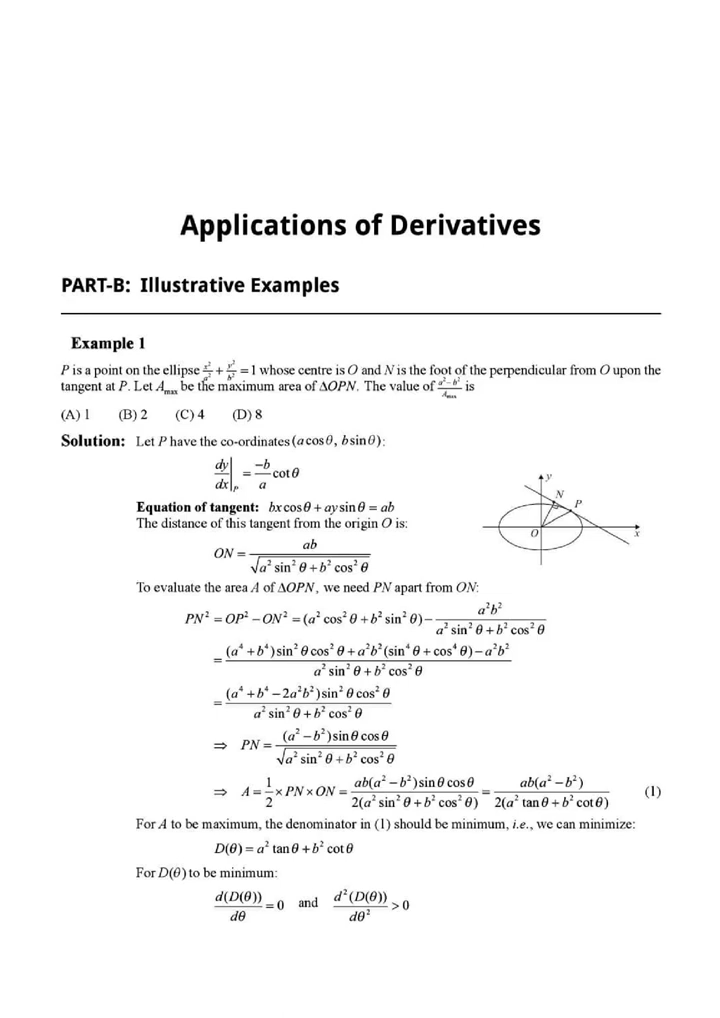 Applications of Derivatives
PART-B: Illustrative Examples
Example 1
P is a point on the ellipse x²/a² + y²/b² = 1 whose centre is O and N is the foot of the perpendicular from O upon the
tangent at P. Let A_max be the maximum area of ΔOPN. The value of (a² − b²)/A_max is
(A) 1 (B) 2 (C) 4 (D) 8
Solution: Let P have the co-ordinates (a cos θ, b sin θ):
dy/dx|_P = −b/a cot θ
Equation of tangent: bx cos θ + ay sin θ = ab
The distance of this tangent from the origin O is:
ON = ab/√(a² sin² θ + b² cos² θ)
y
N
P
O
x
To evaluate the area A of ΔOPN, we need PN apart from ON:
PN² = OP² − ON² = (a² cos² θ + b² sin² θ) − a²b²/(a² sin² θ + b² cos² θ)
= ((a⁴ + b⁴) sin² θ cos² θ + a²b²(sin⁴ θ + cos⁴ θ) − a²b²)/(a² sin² θ + b² cos² θ)
= ((a⁴ + b⁴ − 2a²b²) sin² θ cos² θ)/(a² sin² θ + b² cos² θ)
⇒ PN = ((a² − b²) sin θ cos θ)/√(a² sin² θ + b² cos² θ)
⇒ A = 1/2 × PN × ON = (ab(a² − b²) sin θ cos θ)/(2(a² sin² θ + b² cos² θ)) = (ab(a² − b²))/(2(a² tan θ + b² cot θ)) (1)
For A to be maximum, the denominator in (1) should be minimum, i.e., we can minimize:
D(θ) = a² tan θ + b² cot θ
For D(θ) to be minimum:
d(D(θ))/dθ = 0 and d²(D(θ))/dθ² > 0